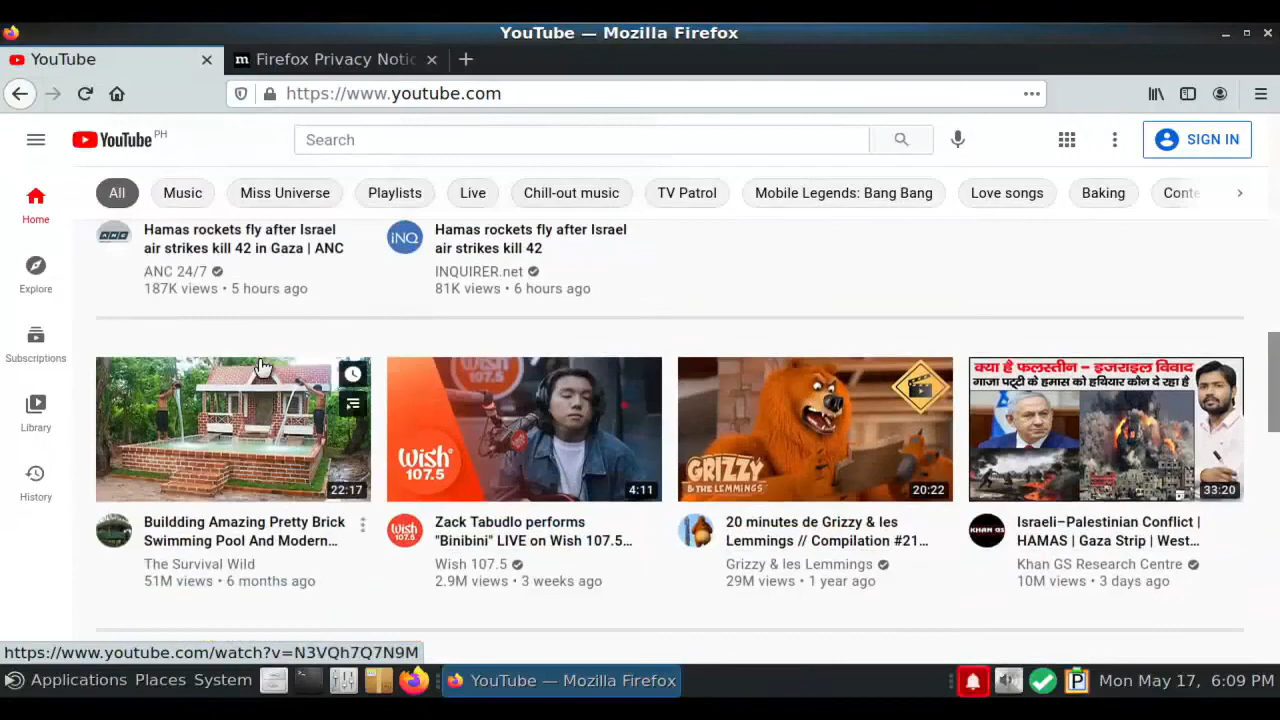 YouTube — Mozilla Firefox
YouTube
m Firefox Privacy Notic
https://www.youtube.com
YouTube PH
Search
SIGN IN
All
Music
Miss Universe
Playlists
Live
Chill-out music
TV Patrol
Mobile Legends: Bang Bang
Love songs
Baking
Conte
Home
Explore
Subscriptions
Library
History
Hamas rockets fly after Israel
air strikes kill 42 in Gaza | ANC
ANC 24/7
187K views • 5 hours ago
iNQ
Hamas rockets fly after Israel
air strikes kill 42
INQUIRER.net
81K views • 6 hours ago
22:17
Buildding Amazing Pretty Brick
Swimming Pool And Modern...
The Survival Wild
51M views • 6 months ago
wish
107.5
wish
107.5
4:11
wish
107.5
Zack Tabudlo performs
"Binibini" LIVE on Wish 107.5...
Wish 107.5
2.9M views • 3 weeks ago
GRIZZY
& THE LEMMINGS
20:22
20 minutes de Grizzy & les
Lemmings // Compilation #21...
Grizzy & les Lemmings
29M views • 1 year ago
क्या है फलस्तीन - इजराइल विवाद
गाजा पट्टी के हमास को हथियार कौन दे रहा है
33:20
KHAN GS
Israeli–Palestinian Conflict |
HAMAS | Gaza Strip | West...
Khan GS Research Centre
10M views • 3 days ago
https://www.youtube.com/watch?v=N3VQh7Q7N9M
Applications Places System
YouTube — Mozilla Firefox
Mon May 17, 6:09 PM